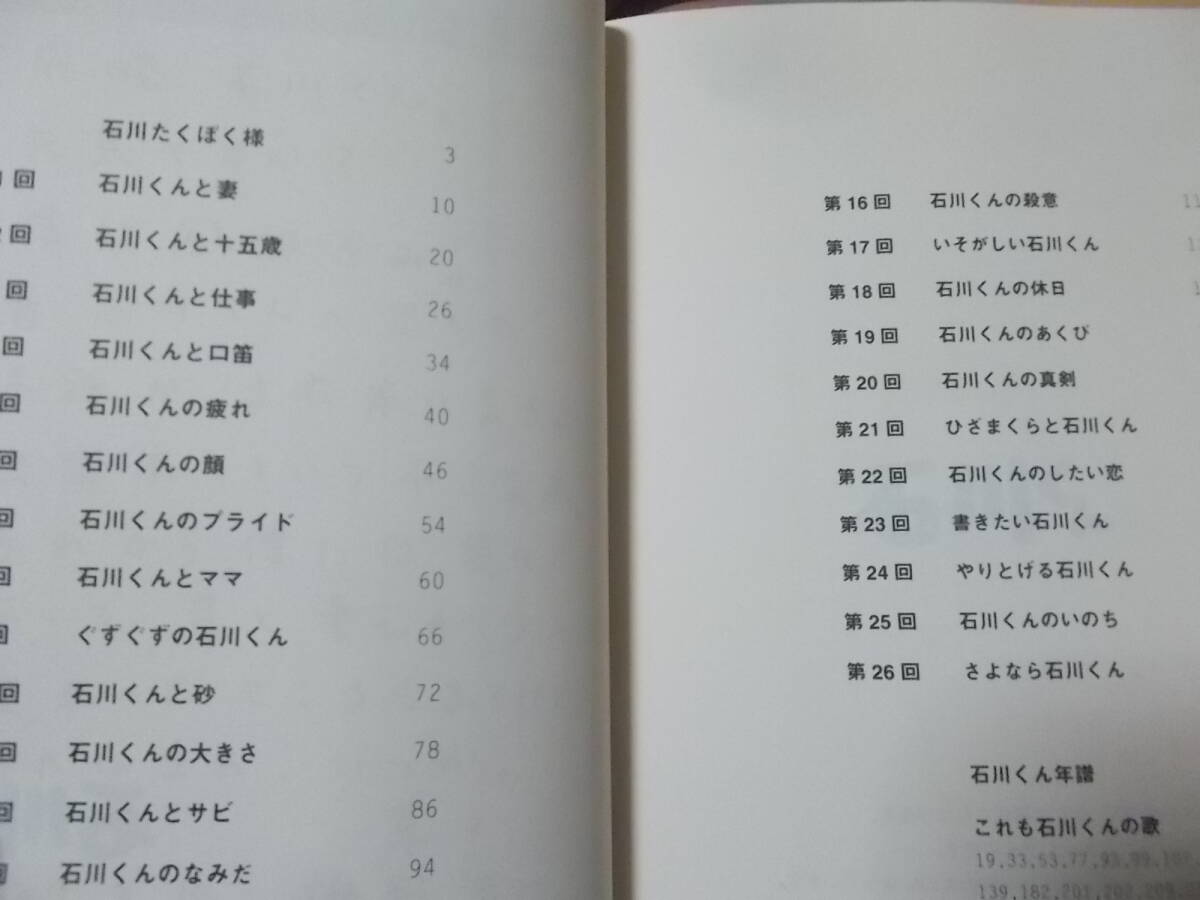 石川たくぼく様 3
回 石川くんと妻 10
回 石川くんと十五歳 20
回 石川くんと仕事 26
回 石川くんと口笛 34
回 石川くんの疲れ 40
回 石川くんの顔 46
回 石川くんのプライド 54
回 石川くんとママ 60
回 ぐずぐずの石川くん 66
回 石川くんと砂 72
回 石川くんの大きさ 78
回 石川くんとサビ 86
回 石川くんのなみだ 94
第16回 石川くんの殺意
第17回 いそがしい石川くん
第18回 石川くんの休日
第19回 石川くんのあくび
第20回 石川くんの真剣
第21回 ひざまくらと石川くん
第22回 石川くんのしたい恋
第23回 書きたい石川くん
第24回 やりとげる石川くん
第25回 石川くんのいのち
第26回 さよなら石川くん
石川くん年譜
これも石川くんの歌
19,33,53,77,93,99,
139,182,201,202,209,